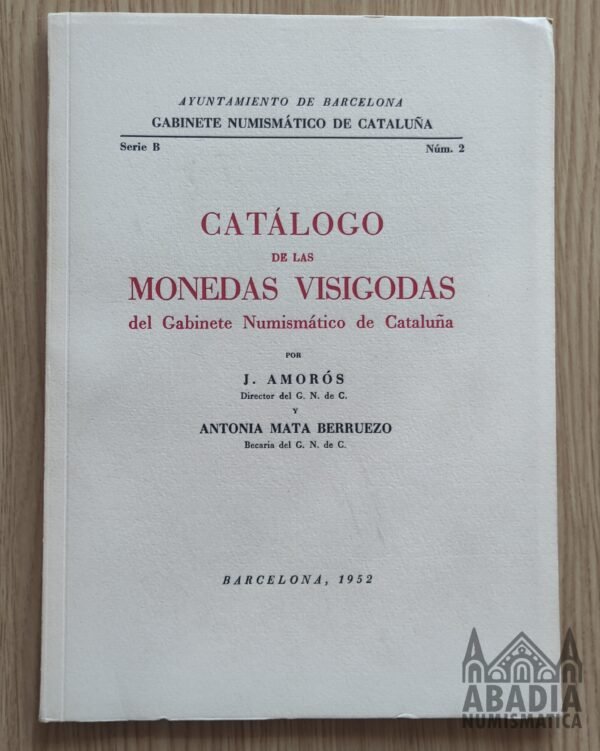 AYUNTAMIENTO DE BARCELONA
GABINETE NUMISMÁTICO DE CATALUÑA
Serie B Núm. 2
CATÁLOGO
DE LAS
MONEDAS VISIGODAS
del Gabinete Numismático de Cataluña
POR
J. AMORÓS
Director del G. N. de C.
Y
ANTONIA MATA BERRUEZO
Becaria del G. N. de C.
BARCELONA, 1952
ABADIA
NUMISMATICA